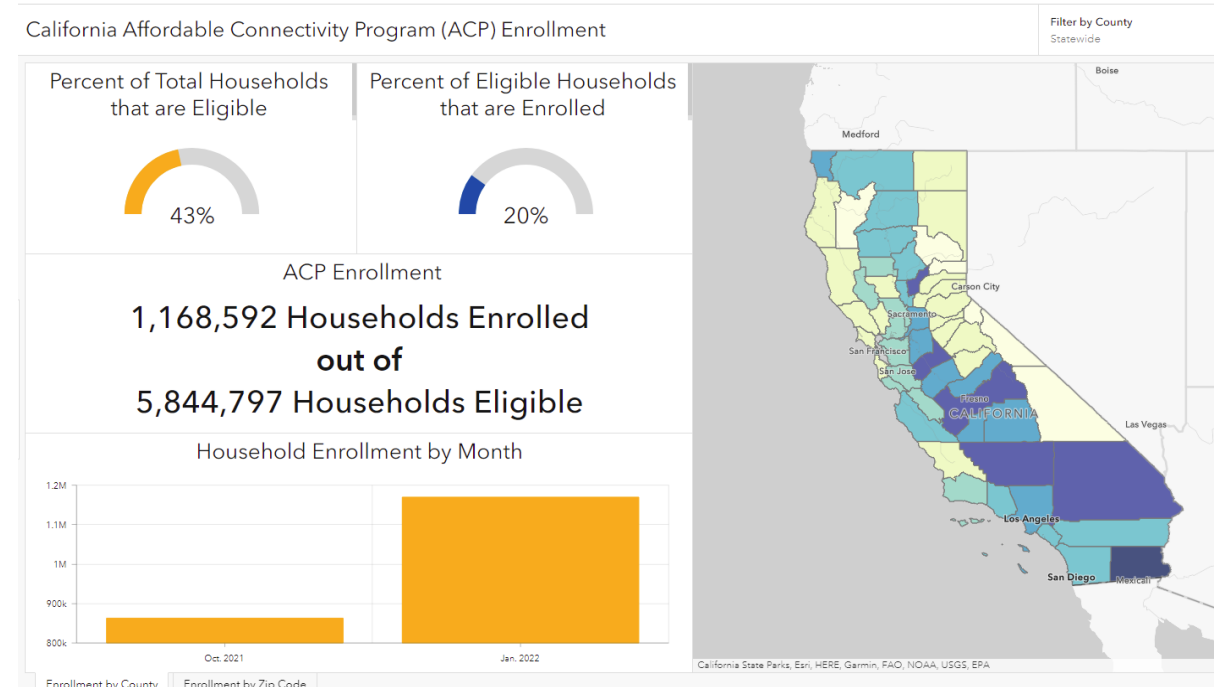 California Affordable Connectivity Program (ACP) Enrollment
Filter by County
Statewide
Percent of Total Households
that are Eligible
43%
Percent of Eligible Households
that are Enrolled
20%
ACP Enrollment
1,168,592 Households Enrolled
out of
5,844,797 Households Eligible
Household Enrollment by Month
1.2M
1.1M
1M
900k
800k
Oct. 2021
Jan. 2022
Boise
Medford
Carson City
Sacramento
San Francisco
San Jose
Fresno
CALIFORNIA
Las Vegas
Los Angeles
San Diego
Mexicali
California State Parks, Esri, HERE, Garmin, FAO, NOAA, USGS, EPA
Enrollment by County
Enrollment by Zip Code